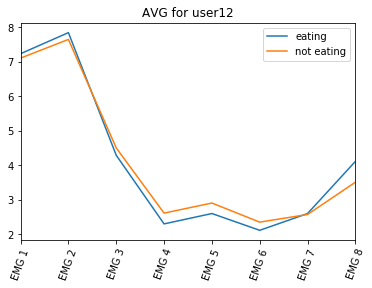 AVG for user12
eating
not eating
8
7
6
5
4
3
2
EMG 1
EMG 2
EMG 3
EMG 4
EMG 5
EMG 6
EMG 7
EMG 8